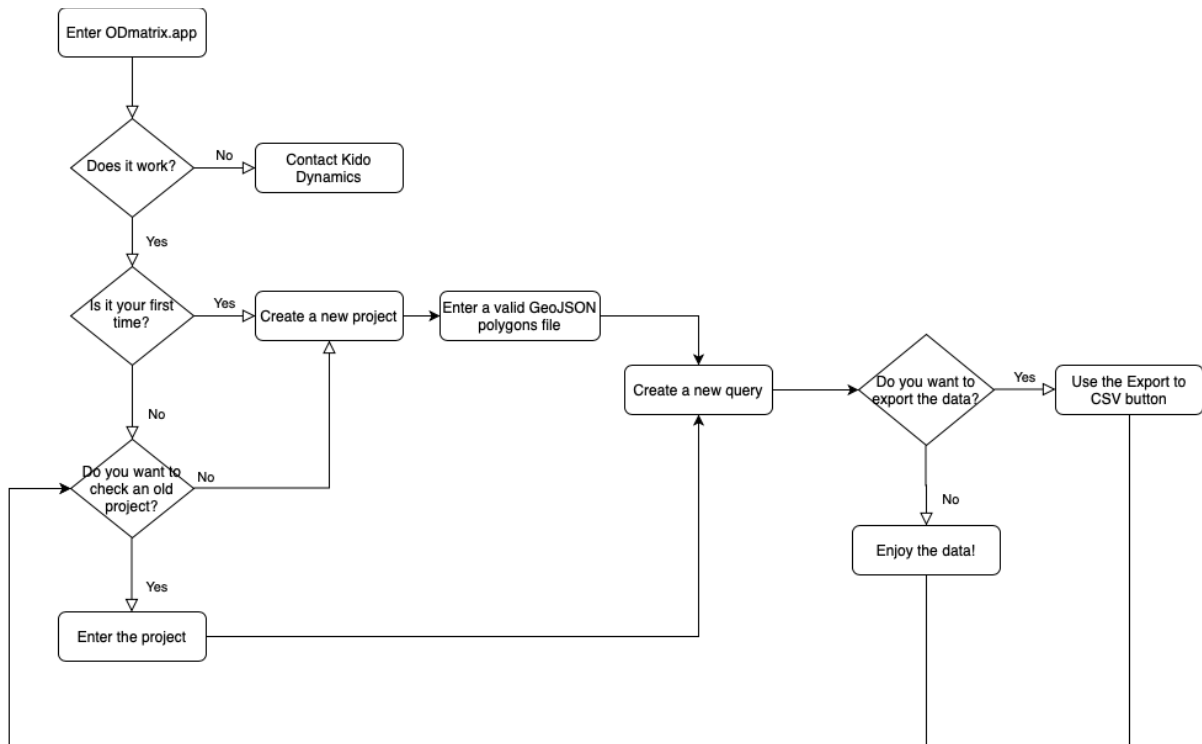 Enter ODmatrix.app
Does it work?
No
Contact Kido
Dynamics
Yes
Is it your first
time?
Yes
Create a new project
Enter a valid GeoJSON
polygons file
Create a new query
Do you want to
export the data?
Yes
Use the Export to
CSV button
No
Do you want to
check an old
project?
No
No
Enjoy the data!
Yes
Enter the project